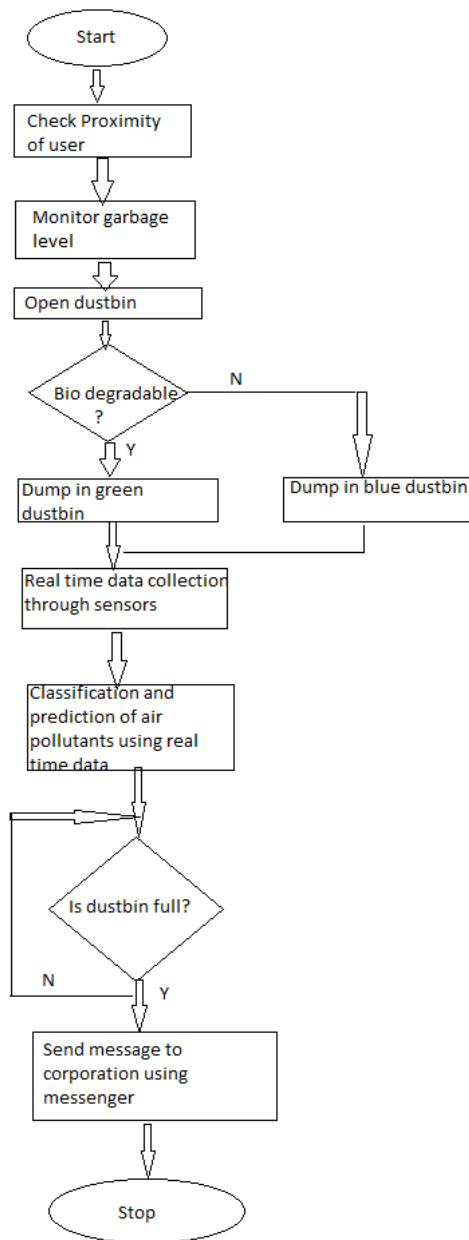 Start
Check Proximity
of user
Monitor garbage
level
Open dustbin
Bio degradable
?
N
Y
Dump in green
dustbin
Dump in blue dustbin
Real time data collection
through sensors
Classification and
prediction of air
pollutants using real
time data
Is dustbin full?
N
Y
Send message to
corporation using
messenger
Stop